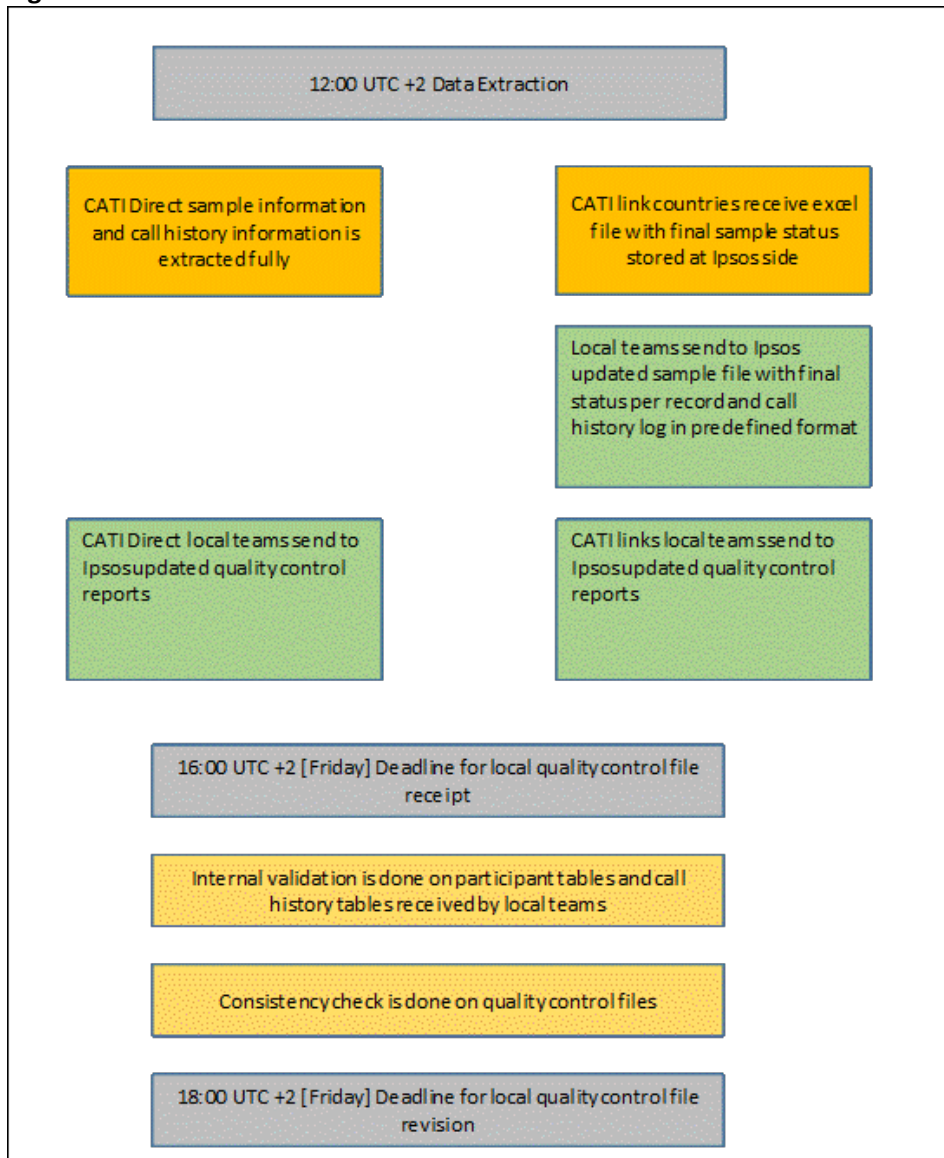 12:00 UTC +2 Data Extraction
CATI Direct sample information
and call history information is
extracted fully
CATI link countries receive excel
file with final sample status
stored at Ipsos side
Local teams send to Ipsos
updated sample file with final
status per record and call
history log in predefined format
CATI Direct local teams send to
Ipsos updated quality control
reports
CATI links local teams send to
Ipsos updated quality control
reports
16:00 UTC +2 [Friday] Deadline for local quality control file
receipt
Internal validation is done on participant tables and call
history tables received by local teams
Consistency check is done on quality control files
18:00 UTC +2 [Friday] Deadline for local quality control file
revision